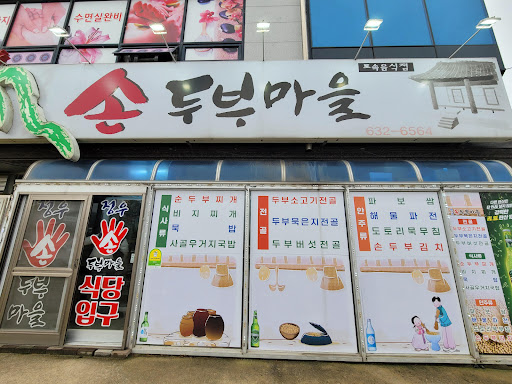 수면실완비
손두부마을
토속음식점
632-6564
정우
손
두부
마을
정우
손
두부마을
식당
입구
식사류
손두부찌개
비지찌개
묵밥
사골우거지국밥
전골
두부소고기전골
두부묵은지전골
두부버섯전골
안주류
파보쌈
해물파전
도토리묵무침
손두부김치